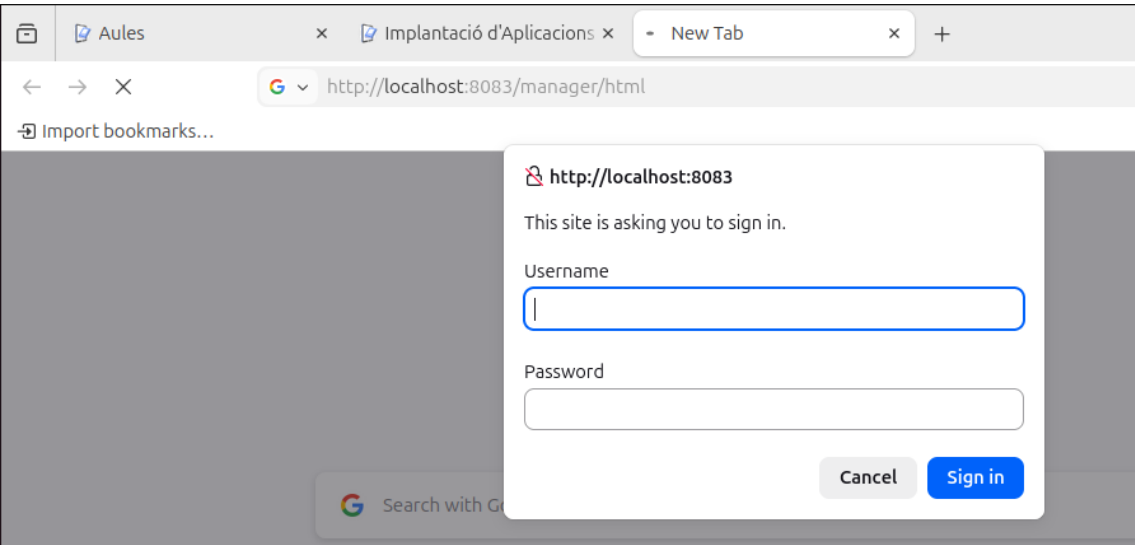 Aules
Implantació d'Aplicacions
New Tab
http://localhost:8083/manager/html
Import bookmarks...
http://localhost:8083
This site is asking you to sign in.
Username
Password
Cancel
Sign in
Search with Go